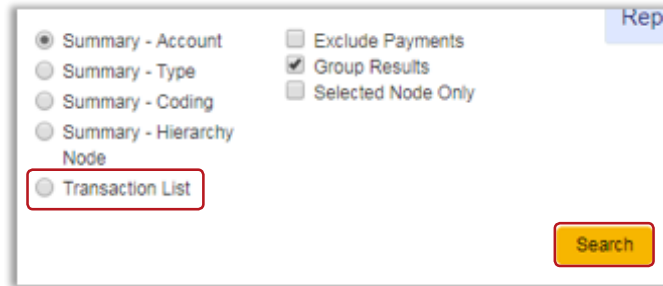 Rep
Summary - Account
Summary - Type
Summary - Coding
Summary - Hierarchy
Node
Transaction List
Exclude Payments
Group Results
Selected Node Only
Search